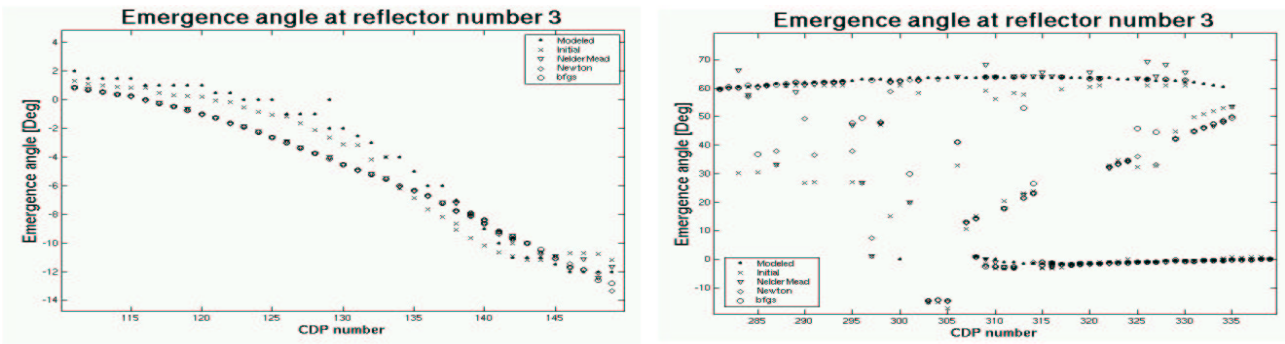 Emergence angle at reflector number 3
Emergence angle [Deg]
4
2
0
-2
-4
-6
-8
-10
-12
-14
Modeled
Initial
Nelder Mead
Newton
bfgs
115
120
125
130
135
140
145
CDP number
Emergence angle at reflector number 3
Emergence angle [Deg]
70
60
50
40
30
20
10
0
-10
Modeled
Initial
Nelder Mead
Newton
bfgs
285
290
295
300
305
310
315
320
325
330
335
CDP number